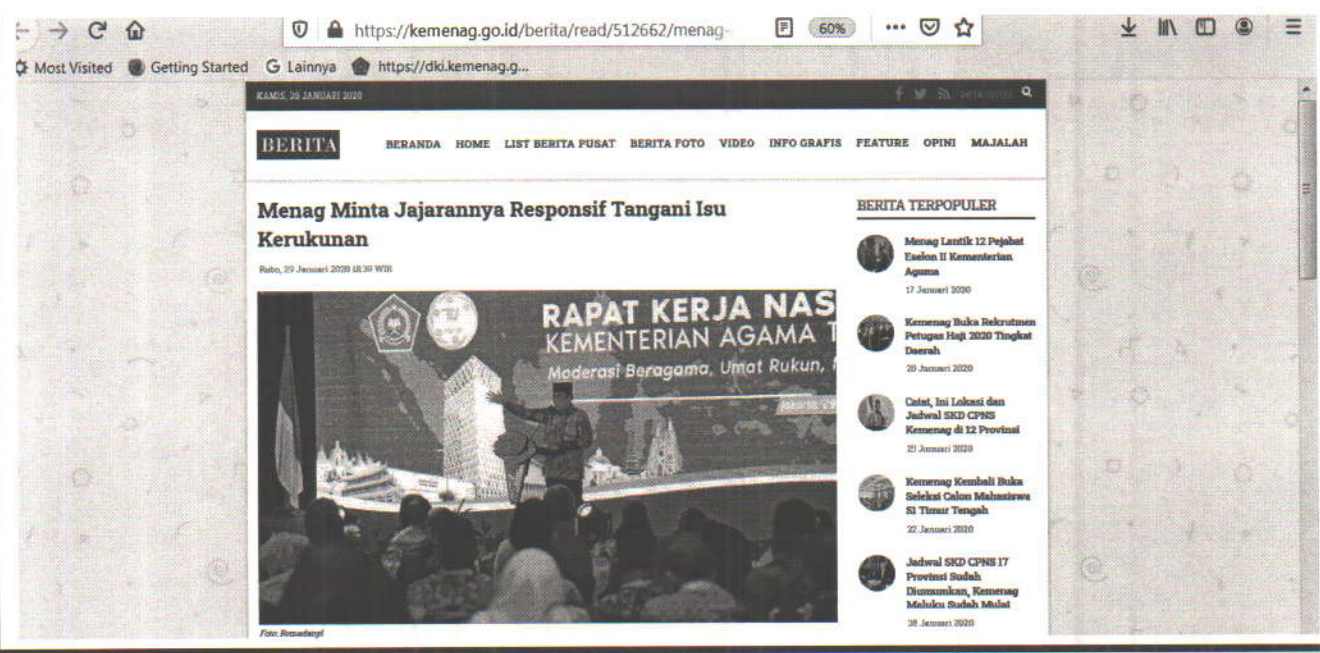 https://kemenag.go.id/berita/read/512662/menag-
60%
Most Visited
Getting Started
G Lainnya
https://dki.kemenag.g...
BERITA
BERANDA HOME LIST BERITA PUSAT BERITA FOTO VIDEO INFO GRAFIS FEATURE OPINI MAJALAH
Menag Minta Jajarannya Responsif Tangani Isu
Kerukunan
Rabu, 29 Januari 2020 18:39 WIB
RAPAT KERJA NAS
KEMENTERIAN AGAMA T
Moderasi Beragama, Umat Rukun,
BERITA TERPOPULER
Menag Lantik 12 Pejabat
Eselon II Kementerian
Agama
17 Januari 2020
Kemenag Buka Rekrutmen
Petugas Haji 2020 Tingkat
Daerah
20 Januari 2020
Catat, Ini Lokasi dan
Jadwal SKD CPNS
Kemenag di 12 Provinsi
Januari 2020
Kemenag Kembali Buka
Seleksi Calon Mahasiswa
S1 Timur Tengah
22 Januari 2020
Jadwal SKD CPNS 17
Provinsi Sudah
Diumumkan, Kemenag
Maluku Sudah Mulai
28 Januari 2020
Foto: